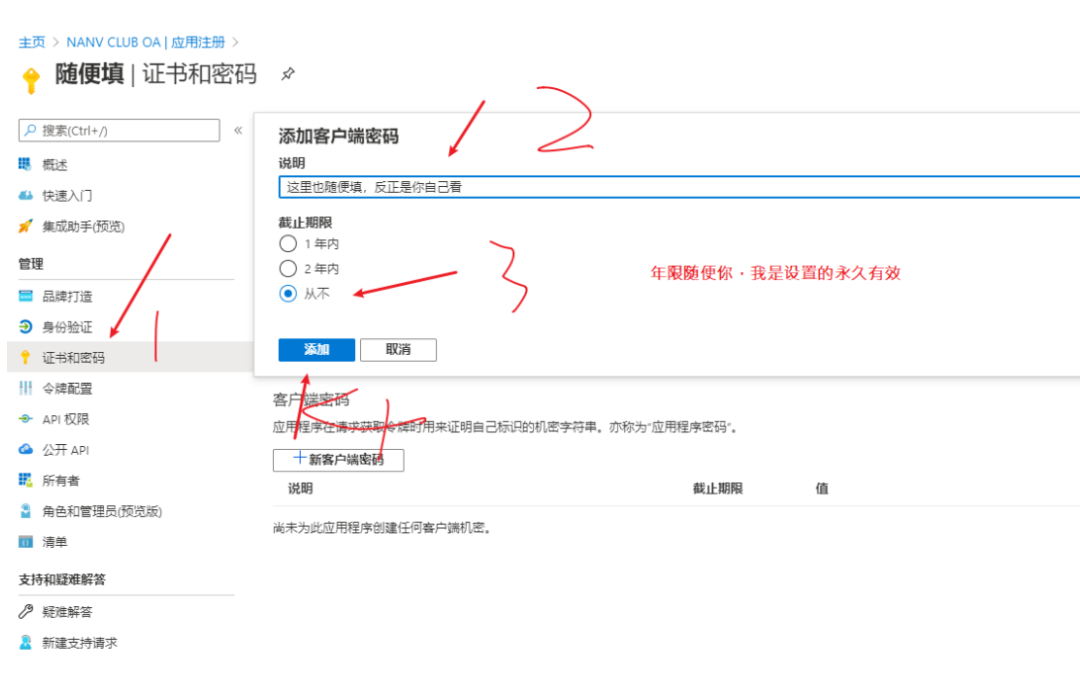 主页 > NANV CLUB OA | 应用注册 >
随便填 | 证书和密码
搜索(Ctrl+/)
«
概述
快速入门
集成助手(预览)
管理
品牌打造
身份验证
证书和密码
令牌配置
API 权限
公开 API
所有者
角色和管理员(预览版)
清单
支持和疑难解答
疑难解答
新建支持请求
1
添加客户端密码
2
说明
这里也随便填，反正是你自己看
截止期限
1 年内
2 年内
从不
3
年限随便你·我是设置的永久有效
添加 取消
4
客户端密码
应用程序在请求获取令牌时用来证明自己标识的机密字符串。亦称为“应用程序密码”。
+新客户端密码
说明 截止期限 值
尚未为此应用程序创建任何客户端机密。